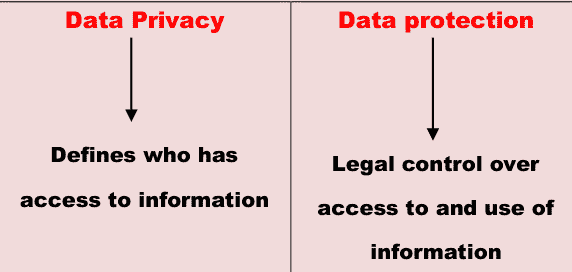 Data Privacy
Defines who has
access to information
Data protection
Legal control over
access to and use of
information